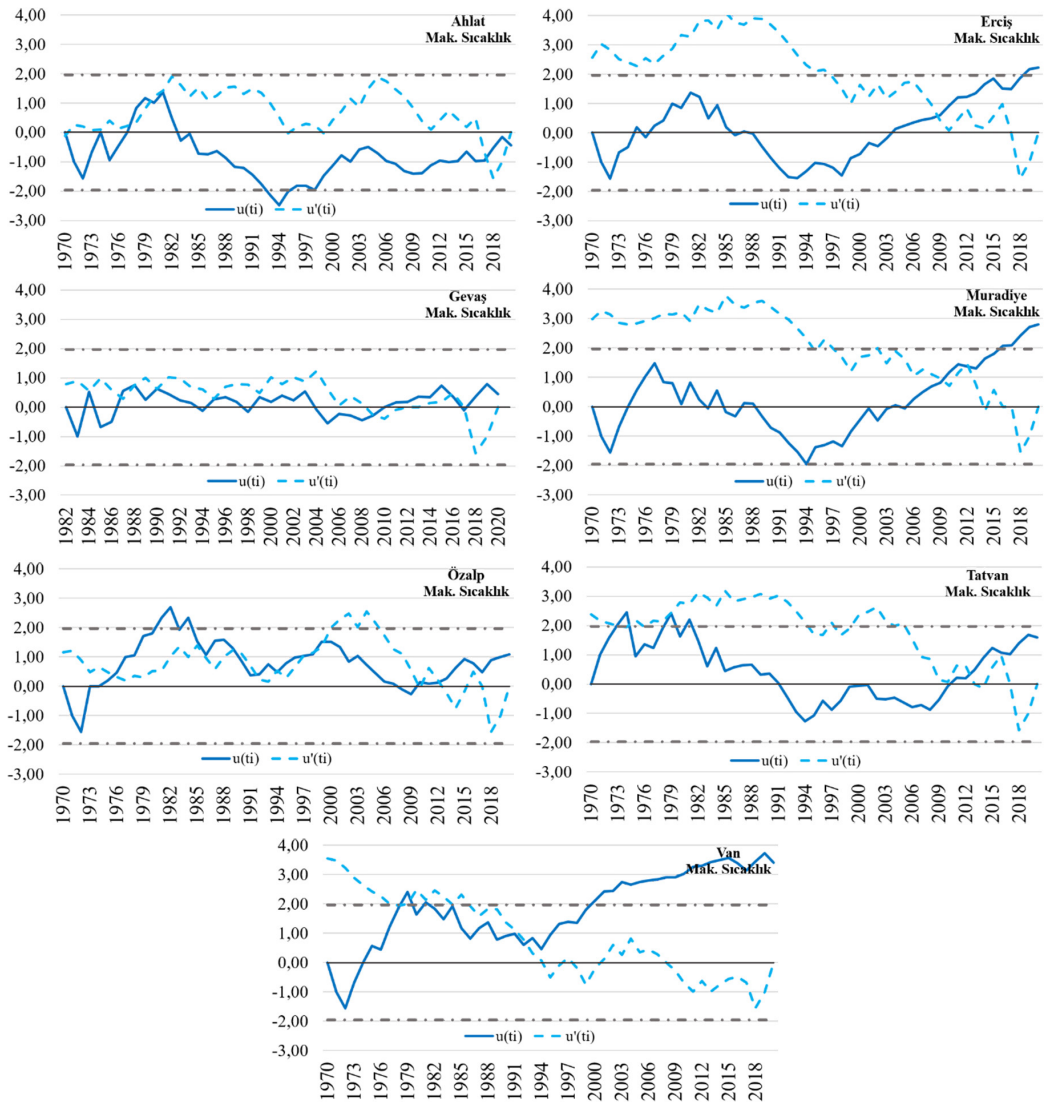 Ahlat
Mak. Sıcaklık
4,00
3,00
2,00
1,00
0,00
-1,00
-2,00
-3,00
u(ti) u'(ti)
1970 1973 1976 1979 1982 1985 1988 1991 1994 1997 2000 2003 2006 2009 2012 2015 2018
Erciş
Mak. Sıcaklık
4,00
3,00
2,00
1,00
0,00
-1,00
-2,00
-3,00
u(ti) u'(ti)
1970 1973 1976 1979 1982 1985 1988 1991 1994 1997 2000 2003 2006 2009 2012 2015 2018
Gevaş
Mak. Sıcaklık
4,00
3,00
2,00
1,00
0,00
-1,00
-2,00
-3,00
u(ti) u'(ti)
1982 1984 1986 1988 1990 1992 1994 1996 1998 2000 2002 2004 2006 2008 2010 2012 2014 2016 2018 2020
Muradiye
Mak. Sıcaklık
4,00
3,00
2,00
1,00
0,00
-1,00
-2,00
-3,00
u(ti) u'(ti)
1970 1973 1976 1979 1982 1985 1988 1991 1994 1997 2000 2003 2006 2009 2012 2015 2018
Özalp
Mak. Sıcaklık
4,00
3,00
2,00
1,00
0,00
-1,00
-2,00
-3,00
u(ti) u'(ti)
1970 1973 1976 1979 1982 1985 1988 1991 1994 1997 2000 2003 2006 2009 2012 2015 2018
Tatvan
Mak. Sıcaklık
4,00
3,00
2,00
1,00
0,00
-1,00
-2,00
-3,00
u(ti) u'(ti)
1970 1973 1976 1979 1982 1985 1988 1991 1994 1997 2000 2003 2006 2009 2012 2015 2018
Van
Mak. Sıcaklık
4,00
3,00
2,00
1,00
0,00
-1,00
-2,00
-3,00
u(ti) u'(ti)
1970 1973 1976 1979 1982 1985 1988 1991 1994 1997 2000 2003 2006 2009 2012 2015 2018